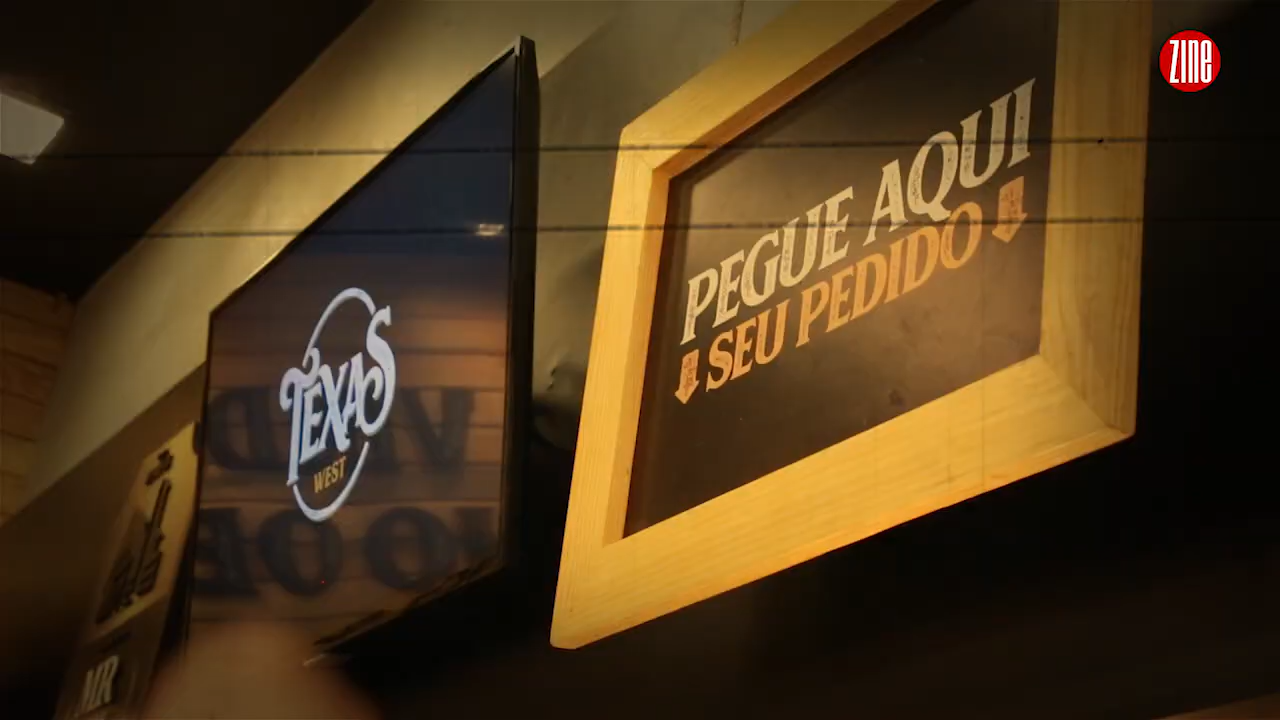 ZINE
PEGUE AQUI
SEU PEDIDO
TEXAS
WEST
MR